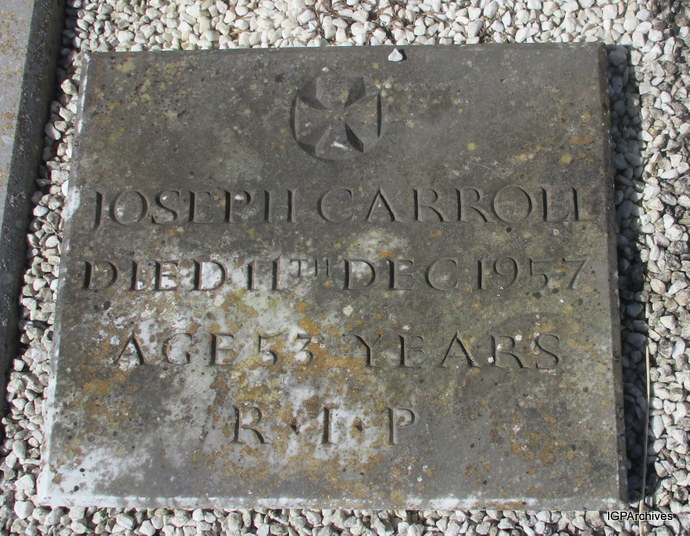 JOSEPH CARROLL
DIED 11TH DEC 1957
AGE 53 YEARS
R·I·P
IGPArchives